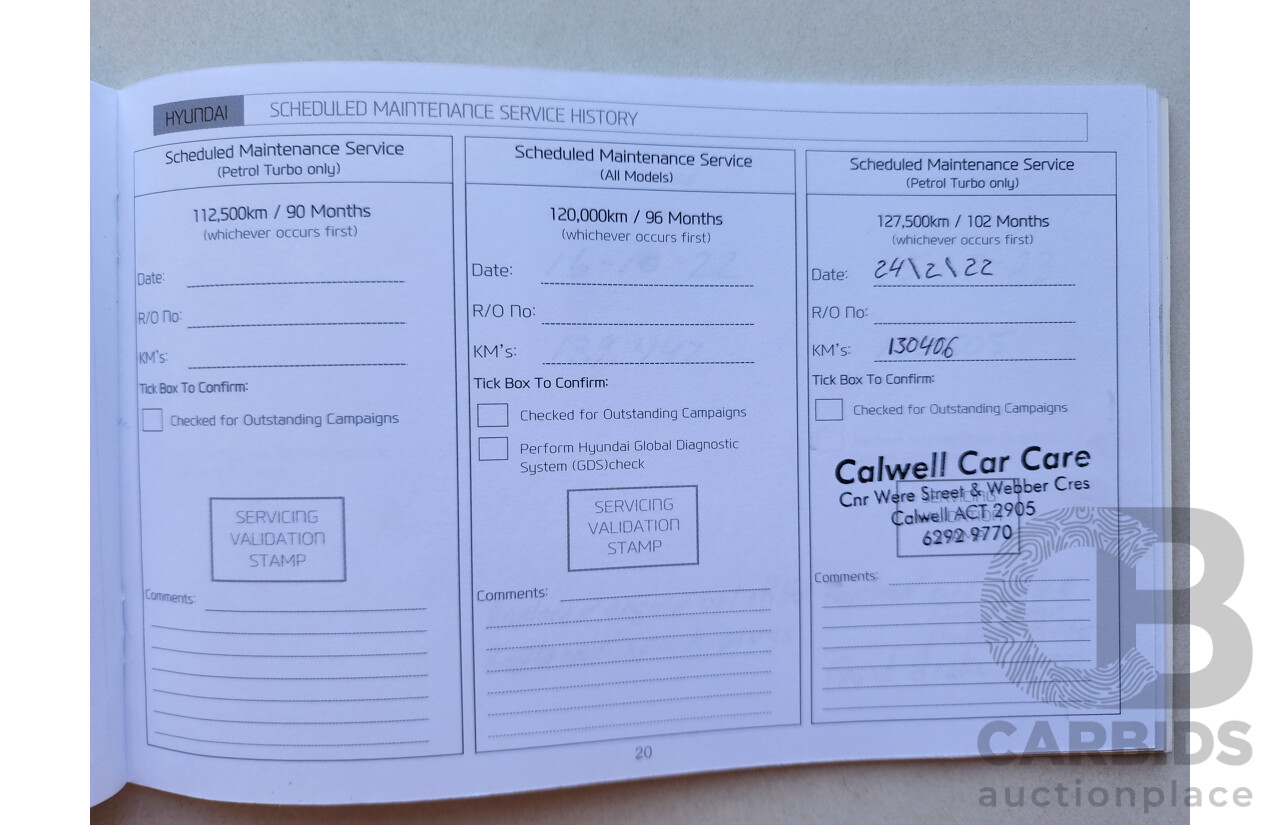 HYUNDAI SCHEDULED MAINTENANCE SERVICE HISTORY
Scheduled Maintenance Service
(Petrol Turbo only)
112,500km / 90 Months
(whichever occurs first)
Date:
R/O No:
KM's:
Tick Box To Confirm:
Checked for Outstanding Campaigns
SERVICING
VALIDATION
STAMP
Comments:
Scheduled Maintenance Service
(All Models)
120,000km / 96 Months
(whichever occurs first)
Date:
R/O No:
KM's:
Tick Box To Confirm:
Checked for Outstanding Campaigns
Perform Hyundai Global Diagnostic
System (GDS)check
SERVICING
VALIDATION
STAMP
Comments:
Scheduled Maintenance Service
(Petrol Turbo only)
127,500km / 102 Months
(whichever occurs first)
Date: 24\2\22
R/O No:
KM's: 130406
Tick Box To Confirm:
Checked for Outstanding Campaigns
Calwell Car Care
Cnr Were Street & Webber Cres
Calwell ACT 2905
6292 9770
Comments:
20
CARBIDS
auctionplace